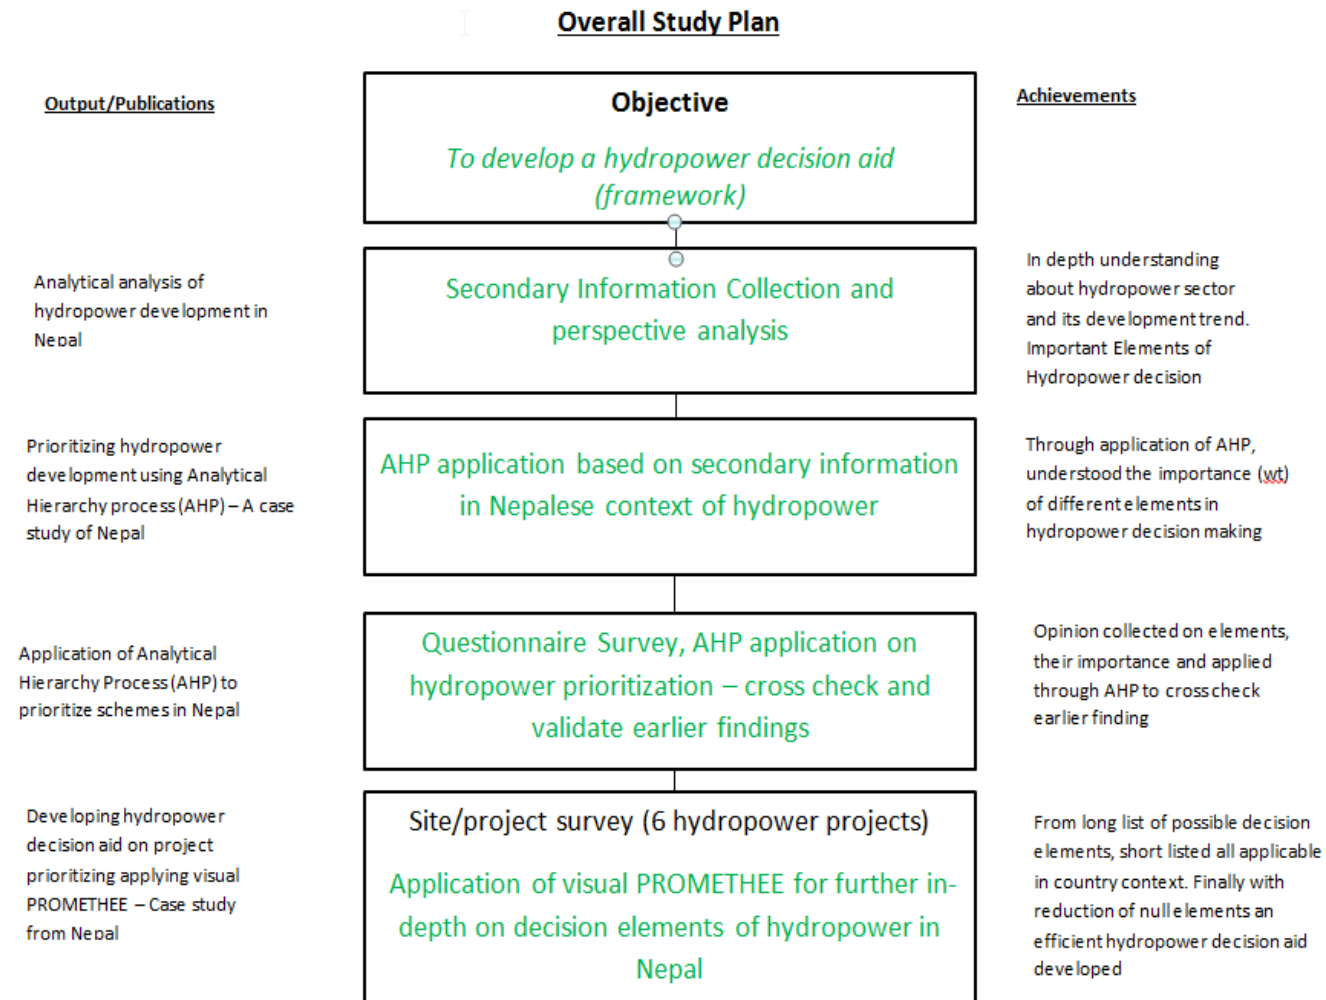 Overall Study Plan
Output/Publications
Achievements
Objective
To develop a hydropower decision aid
(framework)
Analytical analysis of
hydropower development in
Nepal
Secondary Information Collection and
perspective analysis
In depth understanding
about hydropower sector
and its development trend.
Important Elements of
Hydropower decision
Prioritizing hydropower
development using Analytical
Hierarchy process (AHP) – A case
study of Nepal
AHP application based on secondary information
in Nepalese context of hydropower
Through application of AHP,
understood the importance (wt)
of different elements in
hydropower decision making
Application of Analytical
Hierarchy Process (AHP) to
prioritize schemes in Nepal
Questionnaire Survey, AHP application on
hydropower prioritization – cross check and
validate earlier findings
Opinion collected on elements,
their importance and applied
through AHP to cross check
earlier finding
Developing hydropower
decision aid on project
prioritizing applying visual
PROMETHEE – Case study
from Nepal
Site/project survey (6 hydropower projects)
Application of visual PROMETHEE for further in-
depth on decision elements of hydropower in
Nepal
From long list of possible decision
elements, short listed all applicable
in country context. Finally with
reduction of null elements an
efficient hydropower decision aid
developed